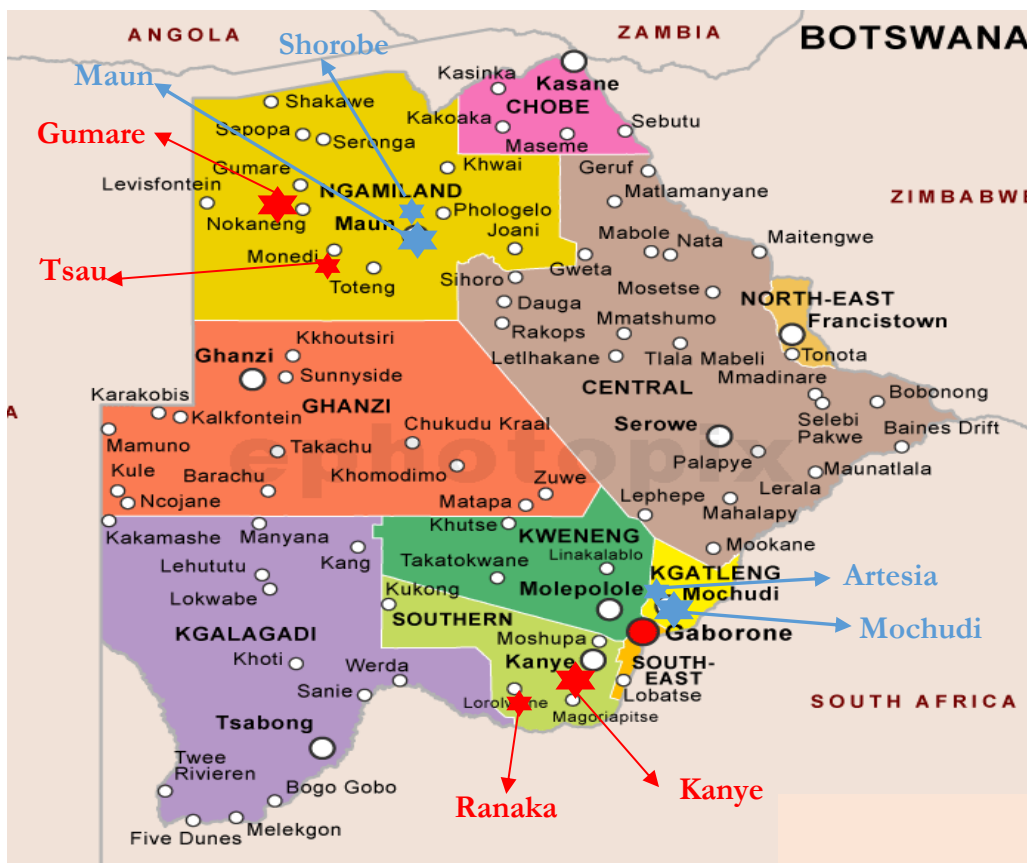 ANGOLA
ZAMBIA
BOTSWANA
Shorobe
Maun
Gumare
Tsau
Kasinka
Kasane
CHOBE
Kakoaka
Maseme
Sebutu
Shakawe
Sepopa
Seronga
Gumare
Khwai
Levisfontein
NGAMILAND
Nokaneng
Maun
Phologelo
Joani
Monedi
Toteng
Geruf
Matlamanyane
ZIMBABWE
Mabole
Nata
Maitengwe
Gweta
Sihoro
Mosetse
Dauga
NORTH-EAST
Francistown
Rakops
Mmatshumo
Letlhakane
Tlala Mabeli
Tonota
Mmadinare
CENTRAL
Bobonong
Selebi
Pakwe
Serowe
Baines Drift
Palapye
Maunatlala
Lerala
Lephepe
Mahalapy
Mookane
Kkhoutsiri
Ghanzi
Sunnyside
Karakobis
GHANZI
Kalkfontein
Chukudu Kraal
Mamuno
Takachu
ephotopix
Kule
Barachu
Khomodimo
Zuwe
Ncojane
Matapa
Kakamashe
Manyana
Khutse
KWENENG
Kang
Takatokwane
Linakalablo
KGATLENG
Artesia
Lehututu
Molepolole
Mochudi
Mochudi
Lokwabe
Kukong
SOUTHERN
Moshupa
Gaborone
KGALAGADI
Kanye
SOUTH-
EAST
Khoti
Werda
Lobatse
Sanie
Magoriapitse
SOUTH AFRICA
Tsabong
Twee
Rivieren
Bogo Gobo
Ranaka
Kanye
Five Dunes
Melekgon